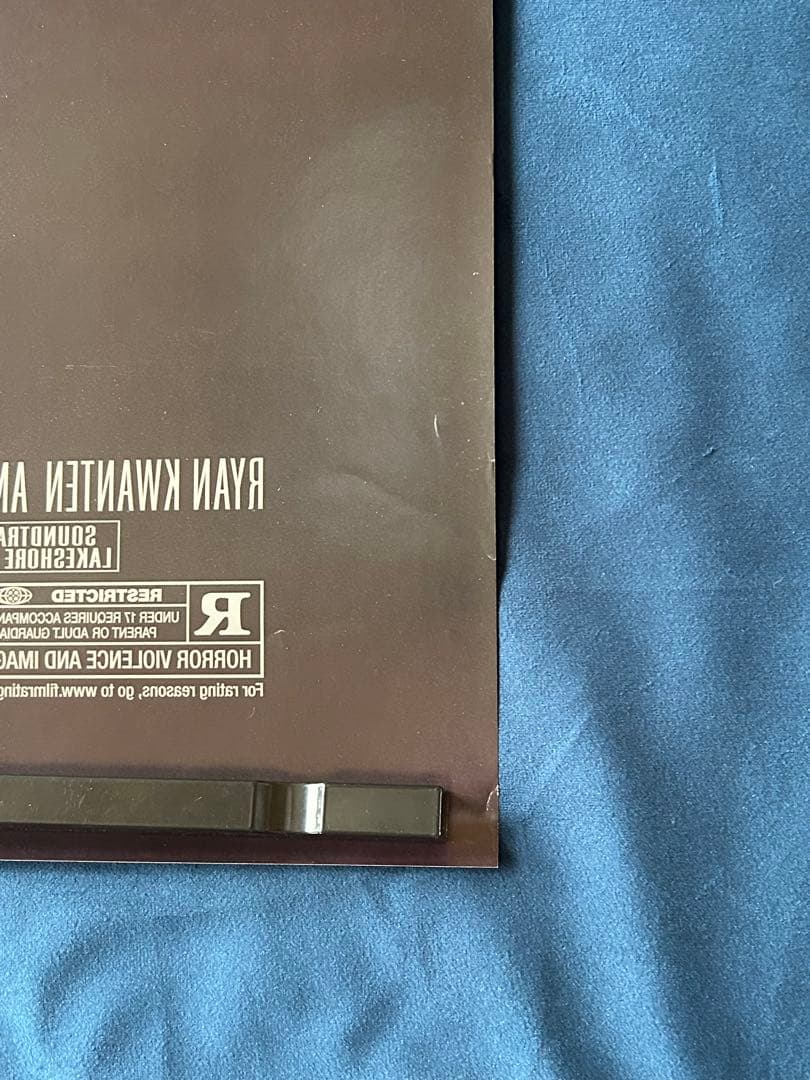 RYAN KWANTEN AN
SOUNDTRA
LAKESHORE
R
RESTRICTED
UNDER 17 REQUIRES ACCOMPAN
PARENT OR ADULT GUARDIA
HORROR VIOLENCE AND IMAG
For rating reasons, go to www.filmrating